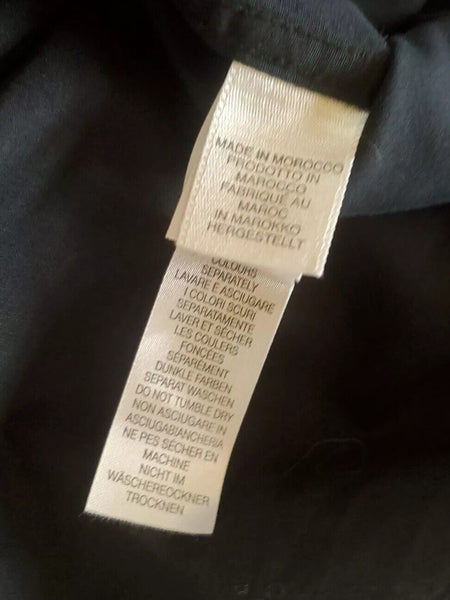 MADE IN MOROCCO
PRODOTTO IN
MAROCCO
FABRIQUÉ AU
MAROC
IN MAROKKO
HERGESTELLT
COLOURS
SEPARATELY
LAVARE E ASCIUGARE
I COLORI SCURI
SEPARATAMENTE
LAVER ET SÉCHER
LES COULERS
FONCÉES
SÉPARÉMENT
DUNKLE FARBEN
SEPARAT WASCHEN
DO NOT TUMBLE DRY
NON ASCIUGARE IN
ASCIUGABIANCHERIA
NE PES SÉCHER EN
MACHINE
NICHT IM
WÄSCHEREOCKNER
TROCKNEN